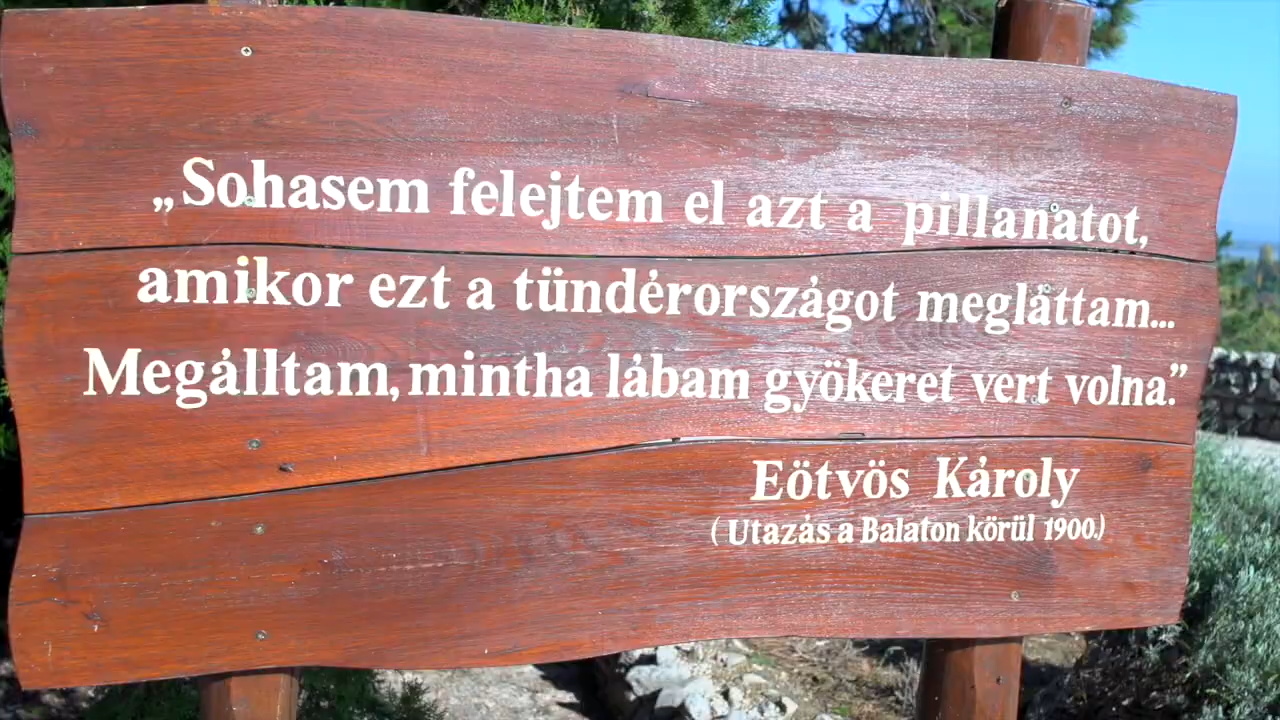 „Sohasem felejtem el azt a pillanatot,
amikor ezt a tündérországot megláttam...
Megálltam, mintha lábam gyökeret vert volna.”
Eötvös Károly
(Utazás a Balaton körül 1900.)